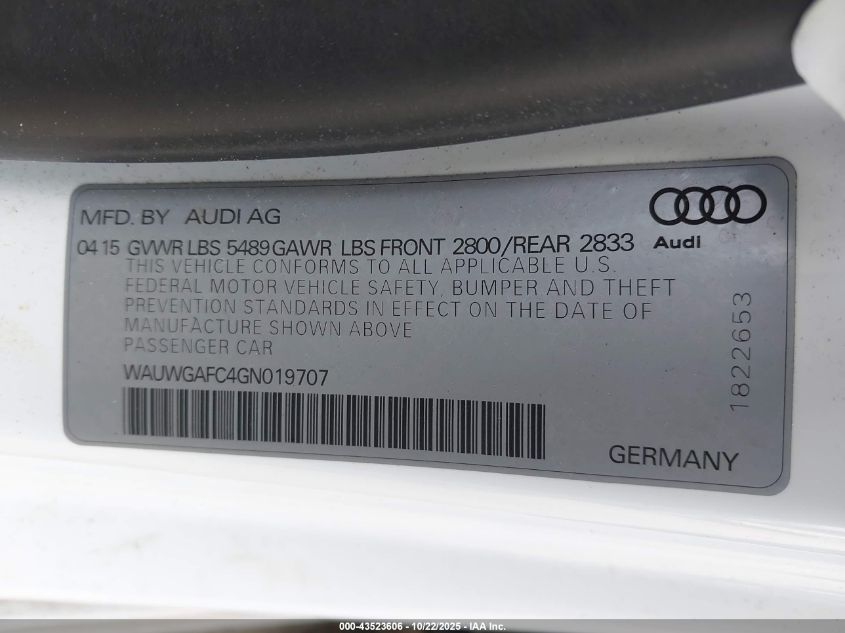 MFD. BY AUDI AG
04 15 GVWR LBS 5489 GAWR LBS FRONT 2800/REAR 2833
Audi
THIS VEHICLE CONFORMS TO ALL APPLICABLE U.S.
FEDERAL MOTOR VEHICLE SAFETY, BUMPER AND THEFT
PREVENTION STANDARDS IN EFFECT ON THE DATE OF
MANUFACTURE SHOWN ABOVE
PASSENGER CAR
WAUWGAFC4GN019707
1822653
GERMANY
000-43523606 - 10/22/2025 - IAA Inc.